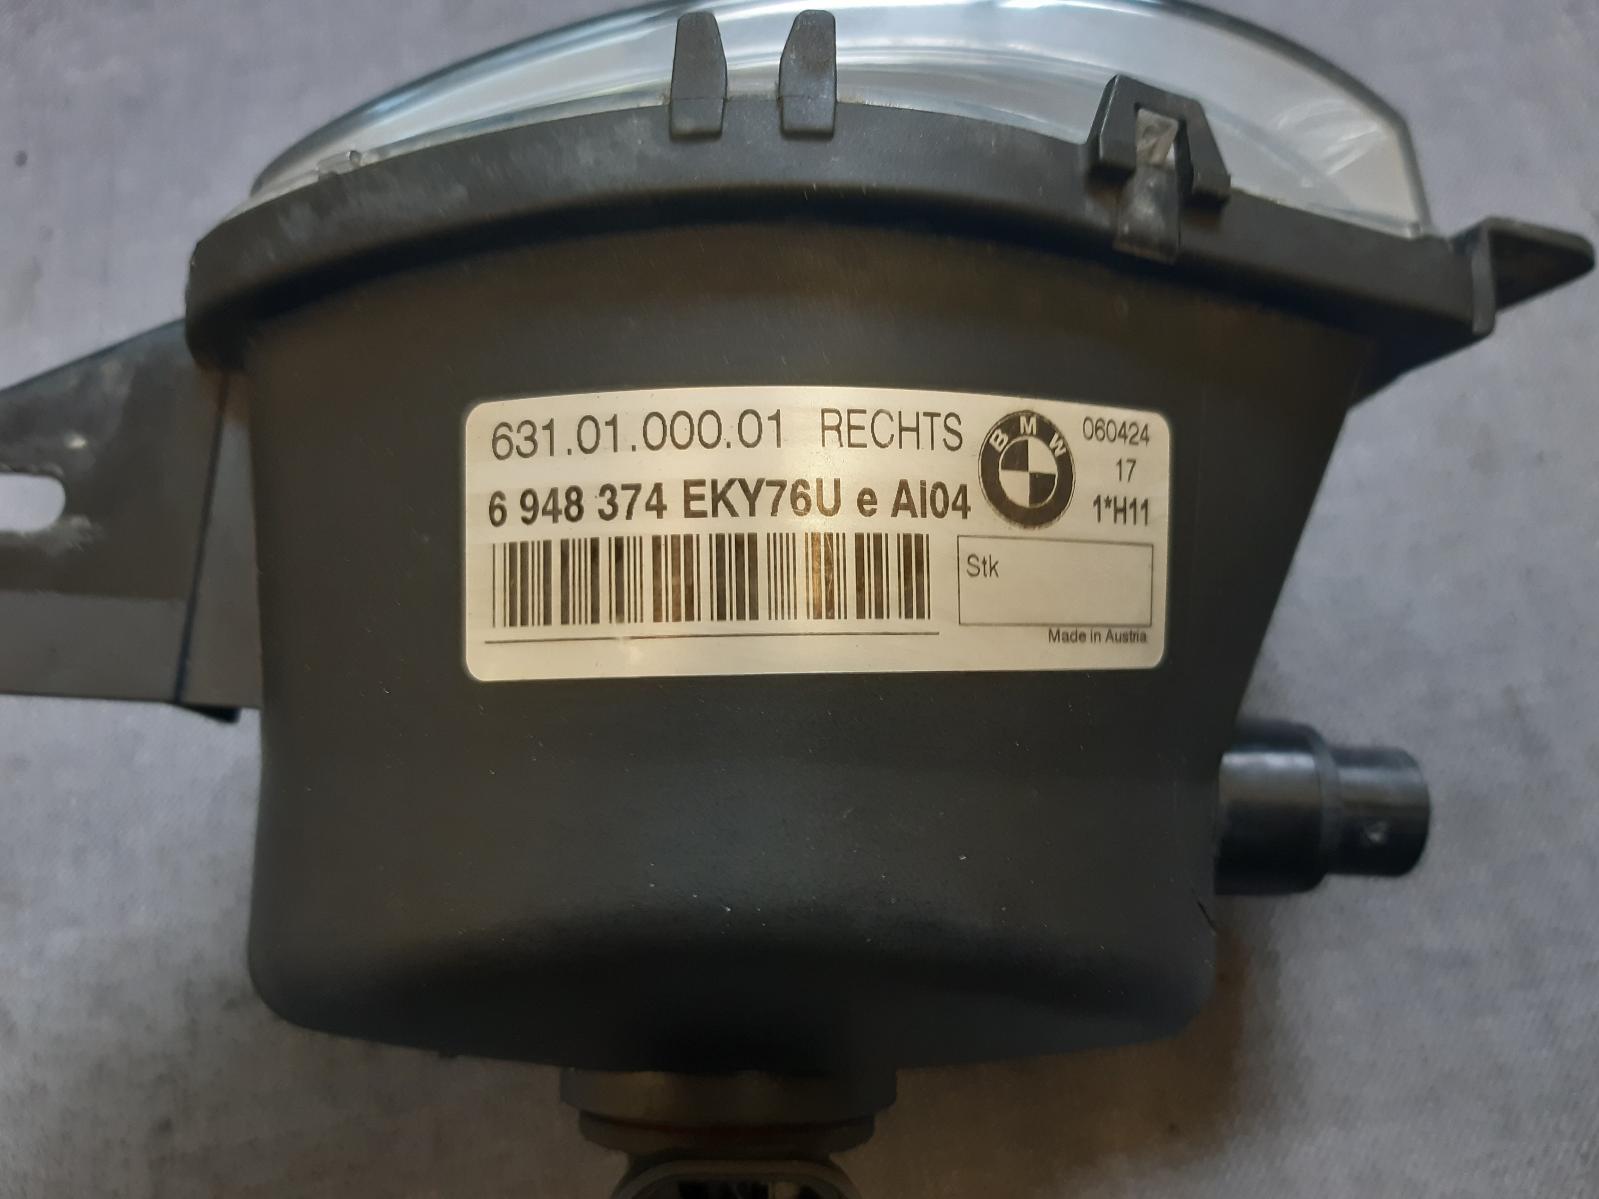 631.01.000.01 RECHTS
6 948 374 EKY76U e AI04
BMW
060424
17
1*H11
Stk
Made in Austria